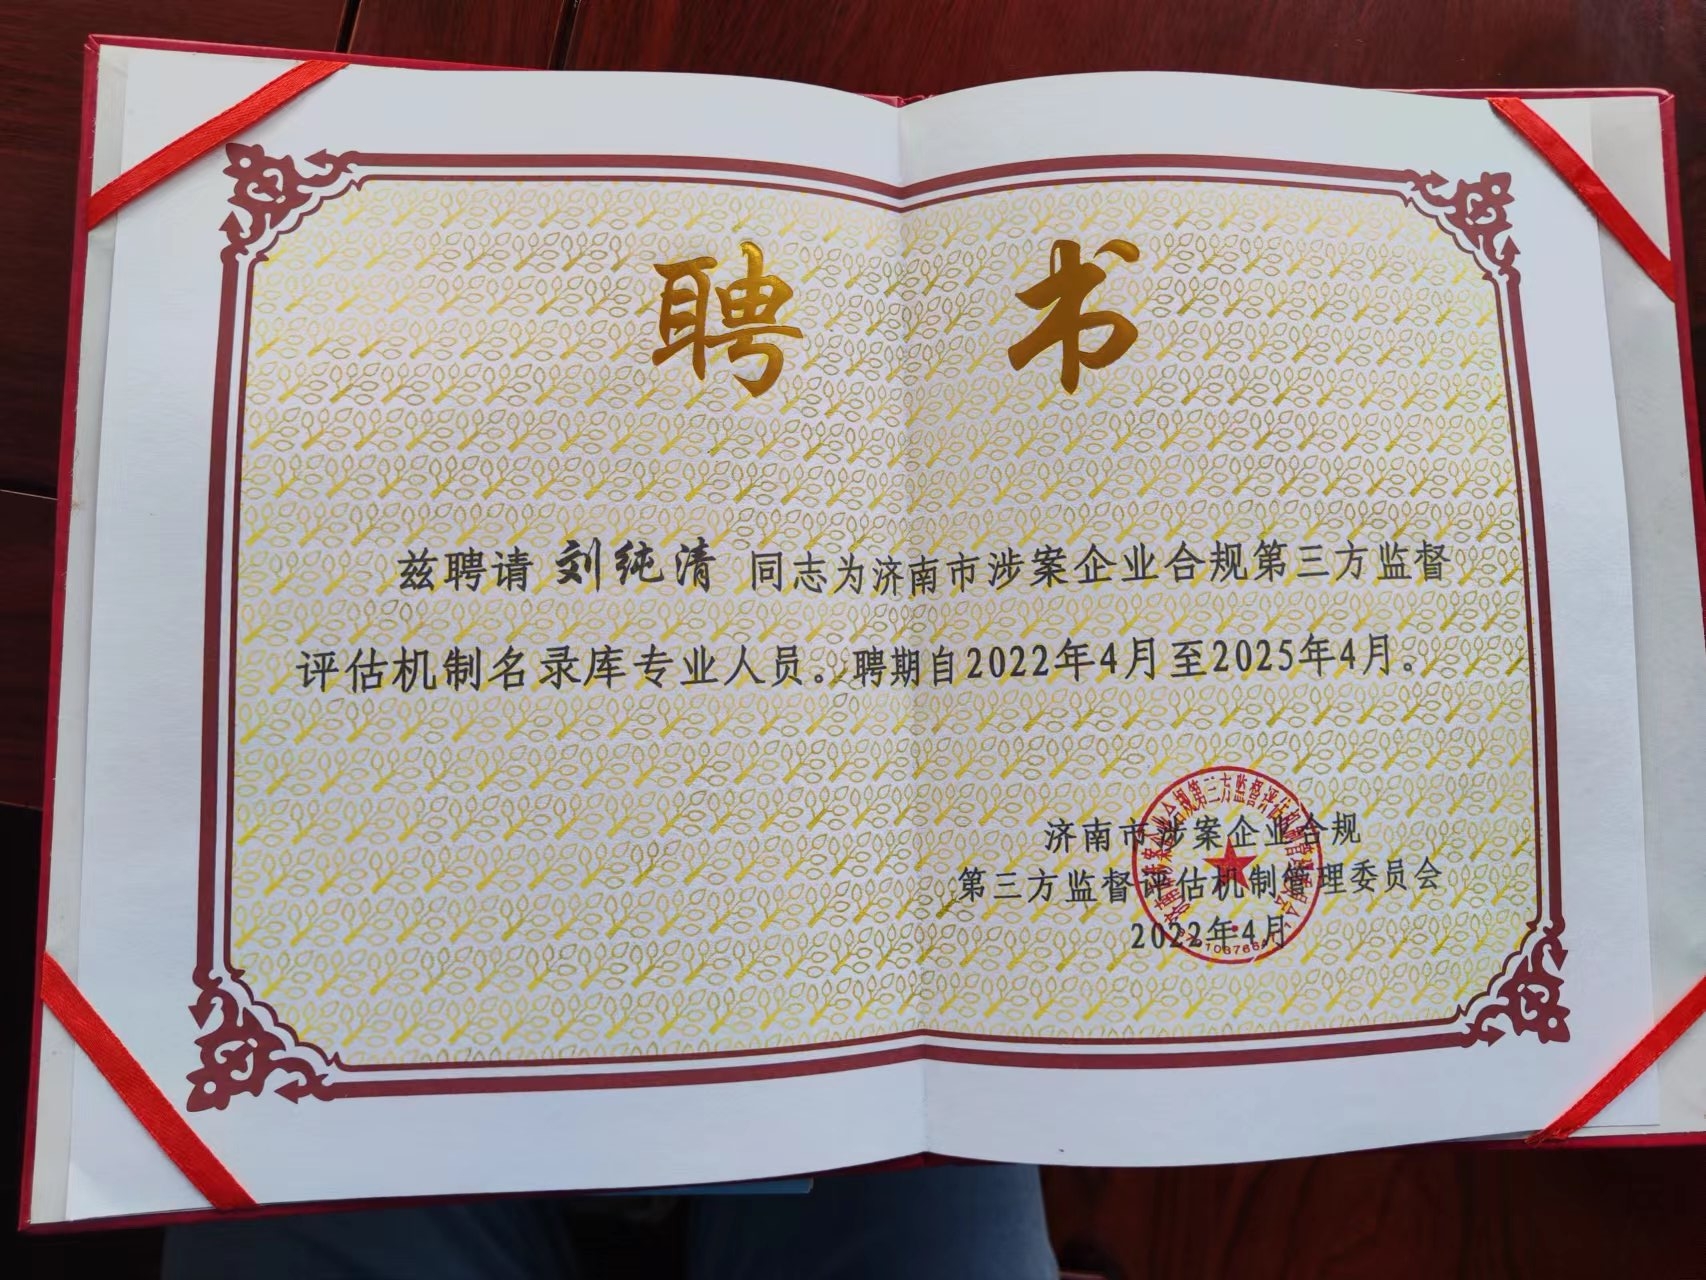 聘 书
兹聘请 刘纯清 同志为济南市涉案企业合规第三方监督
评估机制名录库专业人员。聘期自2022年4月至2025年4月。
济南市涉案企业合规
第三方监督评估机制管理委员会
2022年4月